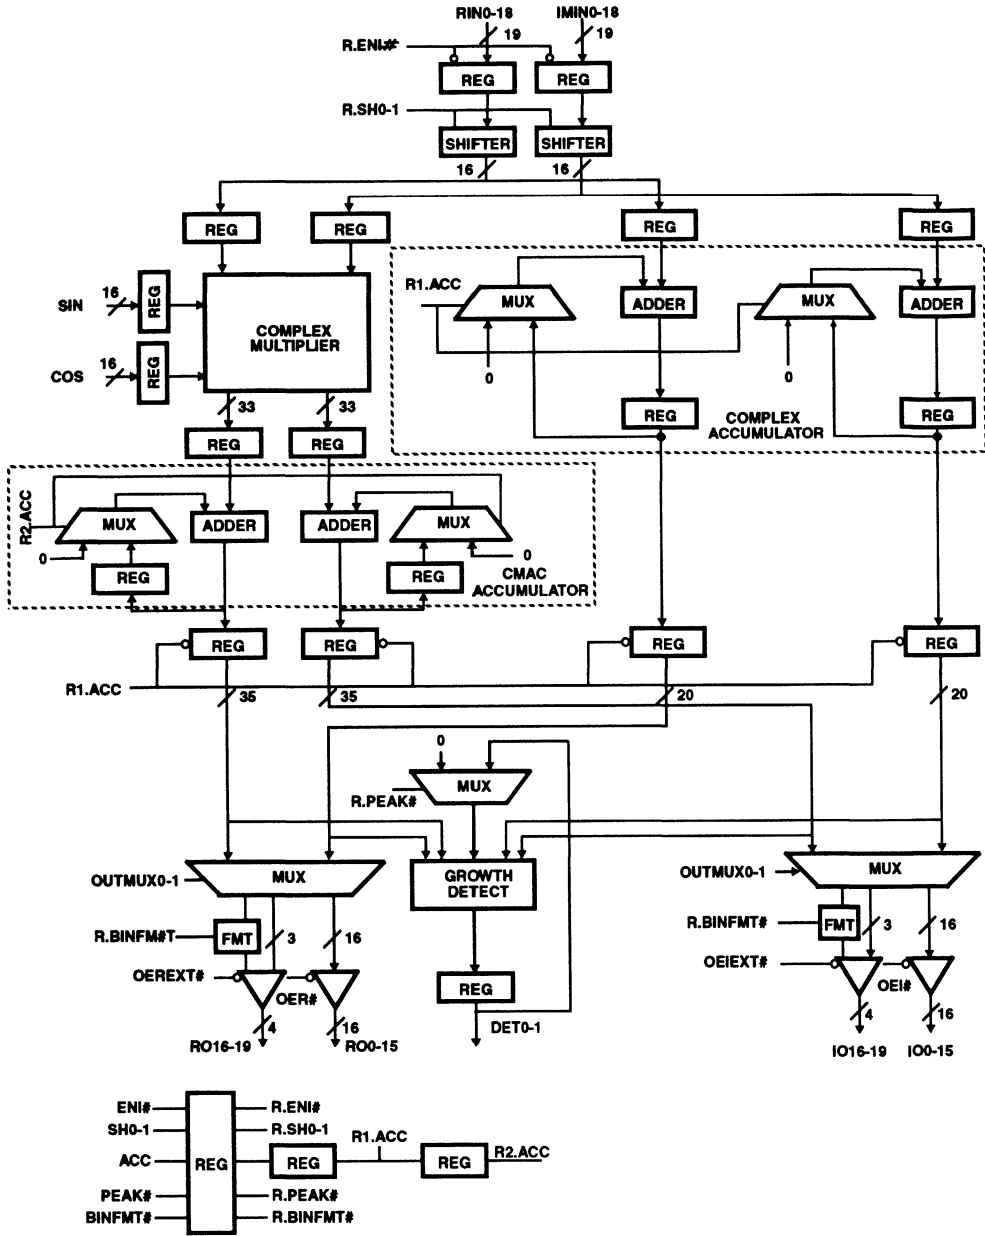 RIN0-18 IMIN0-18
R.ENI# 19 19
REG REG
R.SH0-1
SHIFTER SHIFTER
16 16
REG REG REG REG
R1.ACC MUX ADDER MUX ADDER
SIN 16 REG
COMPLEX
MULTIPLIER
COS 16 REG
0 0
33 33
REG REG
COMPLEX
ACCUMULATOR
REG REG
R2.ACC
MUX ADDER ADDER MUX
0 0
REG REG
CMAC
ACCUMULATOR
REG REG REG REG
R1.ACC
35 35 20 20
0
MUX
R.PEAK#
OUTMUX0-1 MUX
GROWTH
DETECT
OUTMUX0-1 MUX
R.BINFM#T FMT 3 16
R.BINFMT# FMT 3 16
OEREXT# OER#
REG
OEIEXT# OEI#
4 16
DET0-1
4 16
RO16-19 RO0-15
IO16-19 IO0-15
ENI# R.ENI#
SH0-1 R.SH0-1
R1.ACC
ACC REG REG REG R2.ACC
PEAK# R.PEAK#
BINFMT# R.BINFMT#